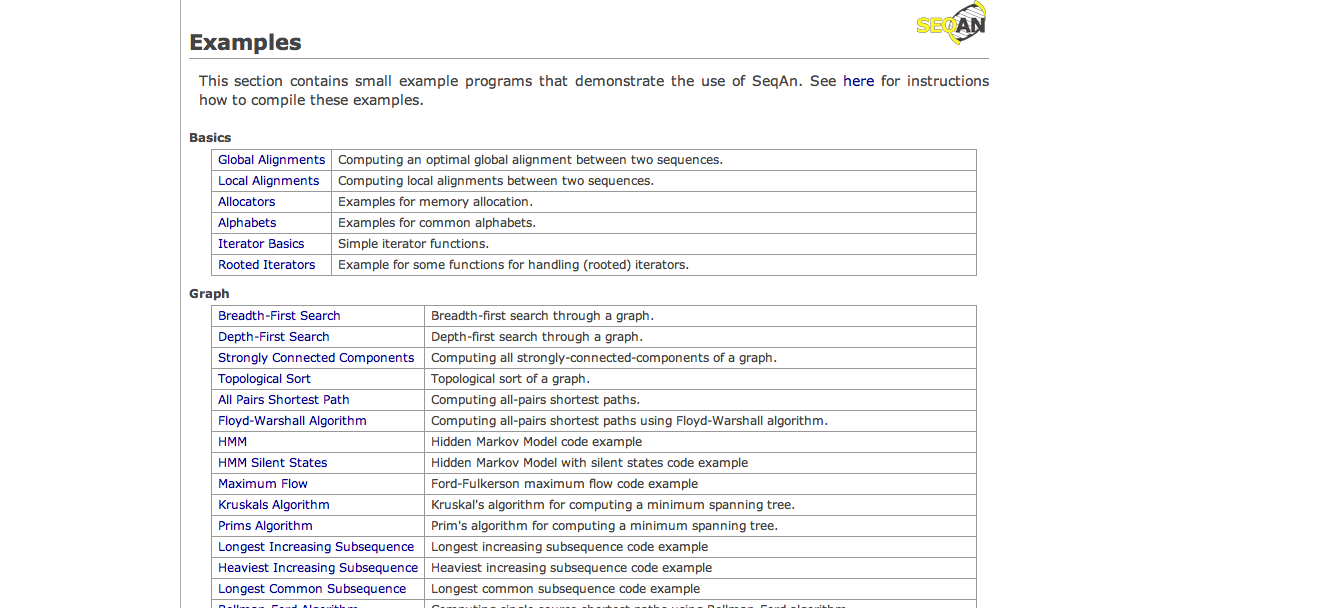 SEQAN
Examples
This section contains small example programs that demonstrate the use of SeqAn. See here for instructions
how to compile these examples.
Basics
Global Alignments Computing an optimal global alignment between two sequences.
Local Alignments Computing local alignments between two sequences.
Allocators Examples for memory allocation.
Alphabets Examples for common alphabets.
Iterator Basics Simple iterator functions.
Rooted Iterators Example for some functions for handling (rooted) iterators.
Graph
Breadth-First Search Breadth-first search through a graph.
Depth-First Search Depth-first search through a graph.
Strongly Connected Components Computing all strongly-connected-components of a graph.
Topological Sort Topological sort of a graph.
All Pairs Shortest Path Computing all-pairs shortest paths.
Floyd-Warshall Algorithm Computing all-pairs shortest paths using Floyd-Warshall algorithm.
HMM Hidden Markov Model code example
HMM Silent States Hidden Markov Model with silent states code example
Maximum Flow Ford-Fulkerson maximum flow code example
Kruskals Algorithm Kruskal's algorithm for computing a minimum spanning tree.
Prims Algorithm Prim's algorithm for computing a minimum spanning tree.
Longest Increasing Subsequence Longest increasing subsequence code example
Heaviest Increasing Subsequence Heaviest increasing subsequence code example
Longest Common Subsequence Longest common subsequence code example